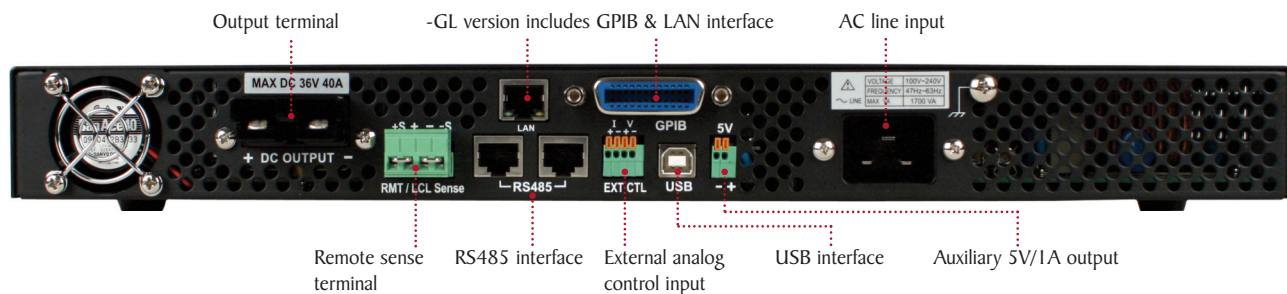 Output terminal
-GL version includes GPIB & LAN interface
AC line input
MAX DC 36V 40A
VOLTAGE 100V~240V
FREQUENCY 47Hz~63Hz
LINE MAX 1700 VA
LAN
GPIB
I V
+ - + -
5V
+S + - -S
+ DC OUTPUT -
RMT / LCL Sense
RS485
EXT CTL
USB
- +
Remote sense
terminal
RS485 interface
External analog
control input
USB interface
Auxiliary 5V/1A output